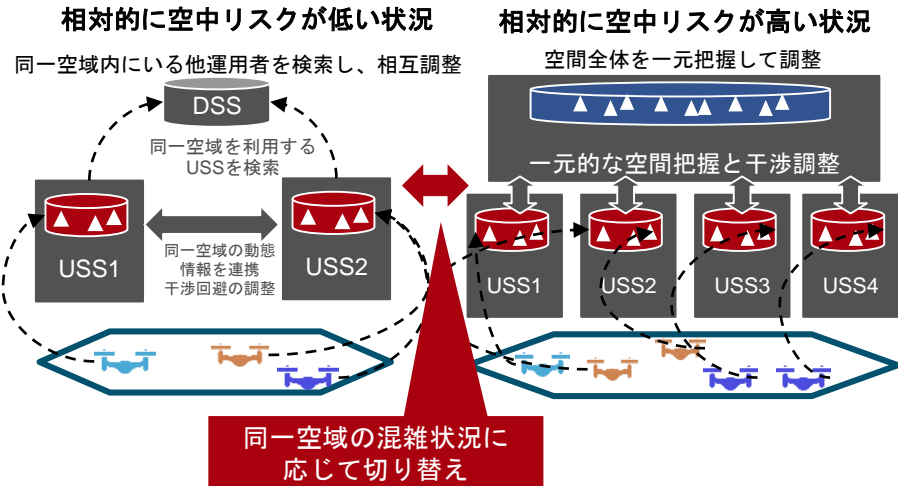 相対的に空中リスクが低い状況
同一空域内にいる他運用者を検索し、相互調整
DSS
同一空域を利用する
USSを検索
USS1
同一空域の動態
情報を連携
干渉回避の調整
USS2
相対的に空中リスクが高い状況
空間全体を一元把握して調整
一元的な空間把握と干渉調整
USS1
USS2
USS3
USS4
同一空域の混雑状況に
応じて切り替え